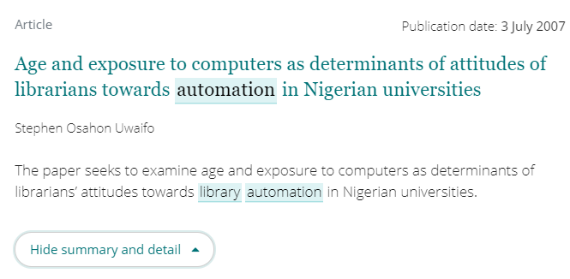 Article
Publication date: 3 July 2007
Age and exposure to computers as determinants of attitudes of
librarians towards automation in Nigerian universities
Stephen Osahon Uwaifo
The paper seeks to examine age and exposure to computers as determinants of
librarians' attitudes towards library automation in Nigerian universities.
Hide summary and detail